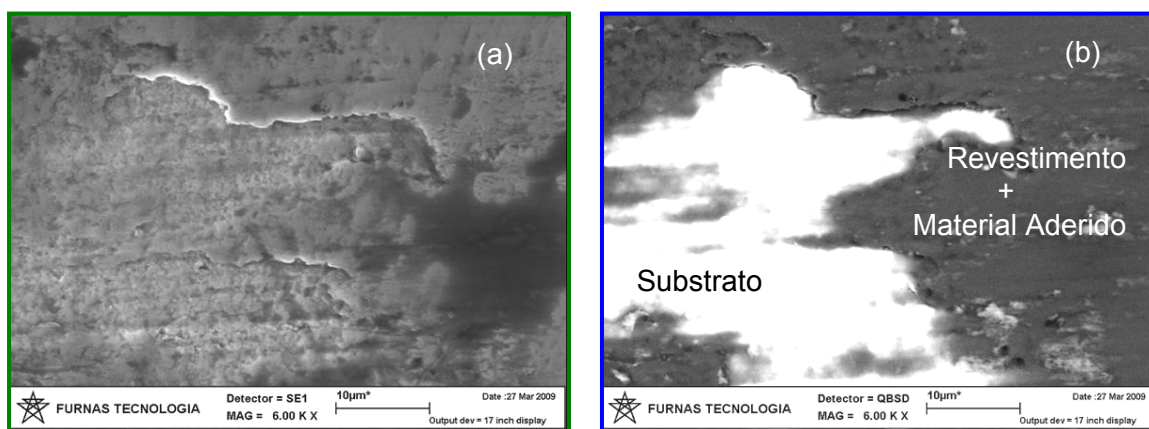 (a)
FURNAS TECNOLOGIA
Detector = SE1
MAG = 6.00 K X
10µm*
Date :27 Mar 2009
Output dev = 17 inch display
(b)
Revestimento
+
Material Aderido
Substrato
FURNAS TECNOLOGIA
Detector = QBSD
MAG = 6.00 K X
10µm*
Date :27 Mar 2009
Output dev = 17 inch display